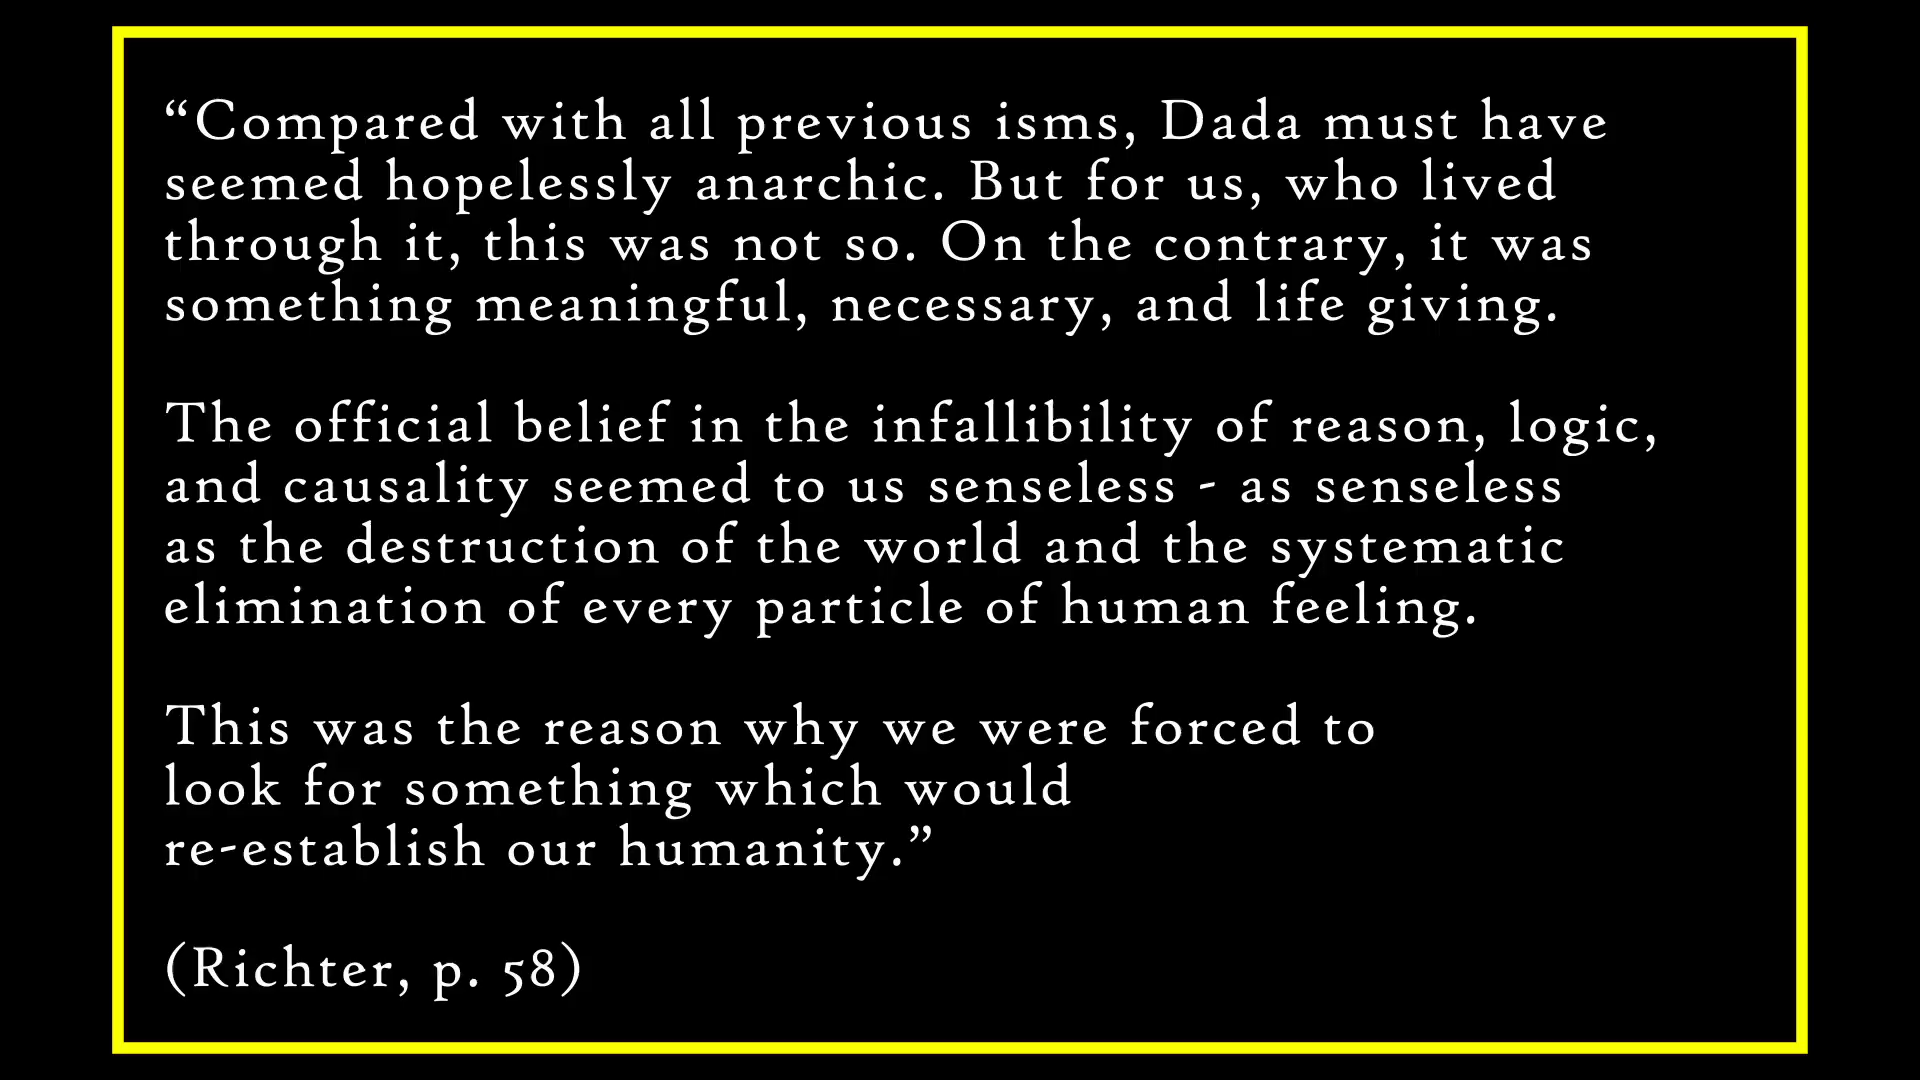 “Compared with all previous isms, Dada must have
seemed hopelessly anarchic. But for us, who lived
through it, this was not so. On the contrary, it was
something meaningful, necessary, and life giving.
The official belief in the infallibility of reason, logic,
and causality seemed to us senseless - as senseless
as the destruction of the world and the systematic
elimination of every particle of human feeling.
This was the reason why we were forced to
look for something which would
re-establish our humanity.”
(Richter, p. 58)